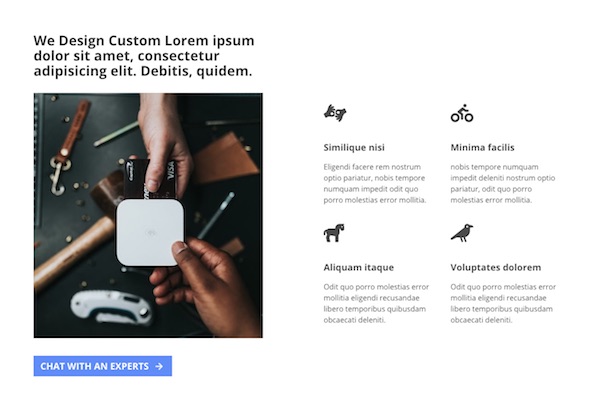 We Design Custom Lorem ipsum
dolor sit amet, consectetur
adipisicing elit. Debitis, quidem.
VISA
CHAT WITH AN EXPERTS
Similique nisi
Eligendi facere rem nostrum
optio pariatur, nobis tempore
numquam impedit odit quo
porro molestias error mollitia.
Minima facilis
nobis tempore numquam
impedit deleniti nostrum optio
pariatur, odit quo porro
molestias error mollitia.
Aliquam itaque
Odit quo porro molestias error
mollitia eligendi recusandae
libero temporibus quibusdam
obcaecati deleniti.
Voluptates dolorem
Odit quo porro molestias error
mollitia eligendi recusandae
libero temporibus quibusdam
obcaecati deleniti.